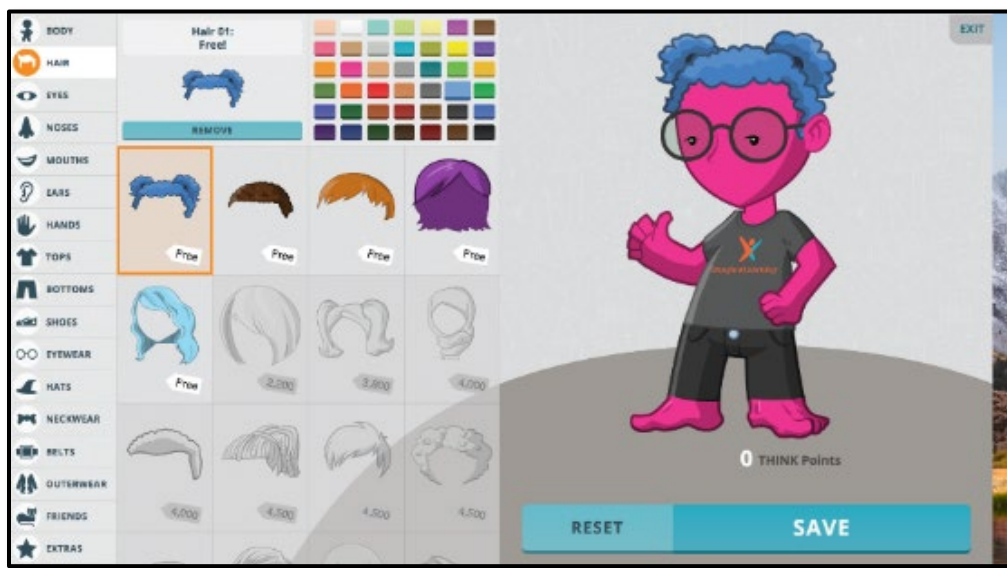 BODY
HAIR
EYES
NOSES
MOUTHS
EARS
HANDS
TOPS
BOTTOMS
SHOES
EYEWEAR
HATS
NECKWEAR
BELTS
OUTERWEAR
FRIENDS
EXTRAS
Hair 01:
Free!
REMOVE
Free
Free
Free
Free
Free
2,200
3,800
4,000
4,000
4,500
4,500
4,500
EXIT
0 THINK Points
RESET
SAVE